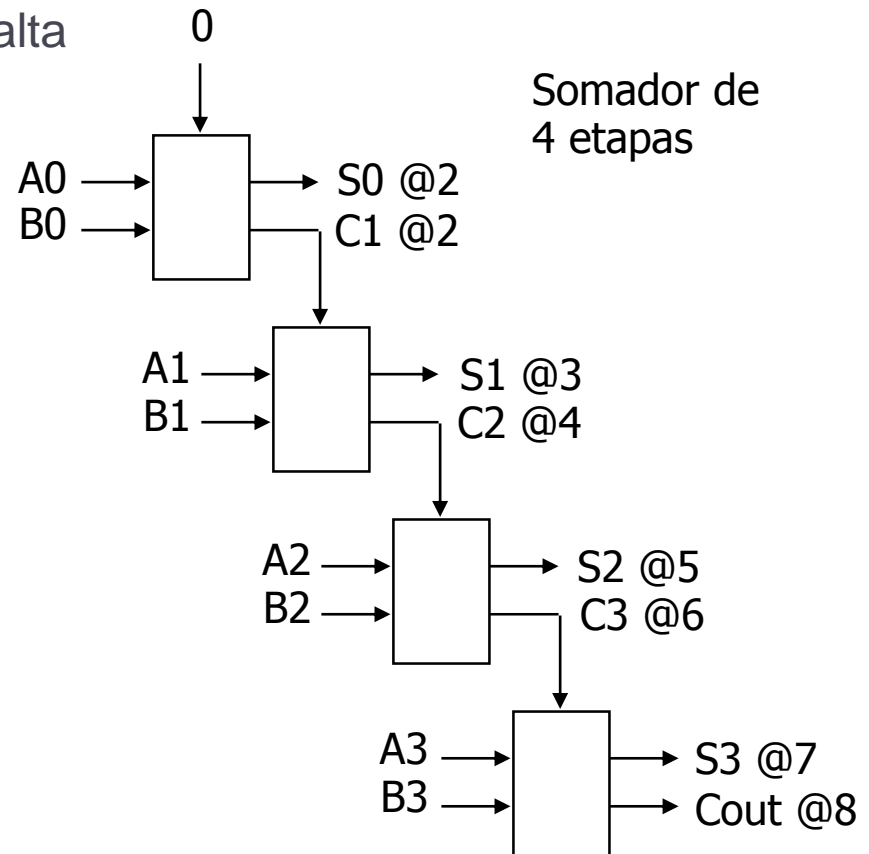 alta
0
Somador de
4 etapas
A0
S0 @2
B0
C1 @2
A1
S1 @3
B1
C2 @4
A2
S2 @5
B2
C3 @6
A3
S3 @7
B3
Cout @8